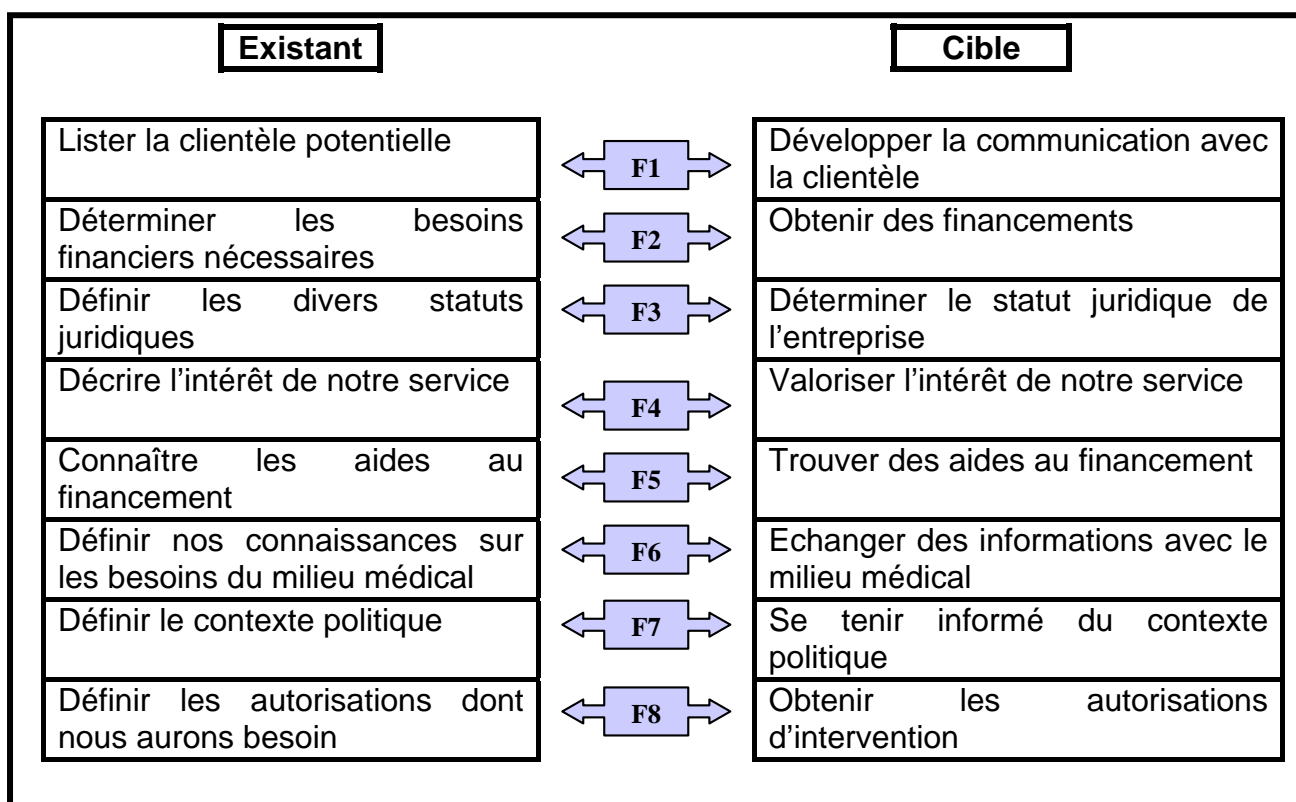 Existant
Cible
Lister la clientèle potentielle
F1
Développer la communication avec
la clientèle
Déterminer les besoins
financiers nécessaires
F2
Obtenir des financements
Définir les divers statuts
juridiques
F3
Déterminer le statut juridique de
l’entreprise
Décrire l’intérêt de notre service
F4
Valoriser l’intérêt de notre service
Connaître les aides au
financement
F5
Trouver des aides au financement
Définir nos connaissances sur
les besoins du milieu médical
F6
Echanger des informations avec le
milieu médical
Définir le contexte politique
F7
Se tenir informé du contexte
politique
Définir les autorisations dont
nous aurons besoin
F8
Obtenir les autorisations
d’intervention